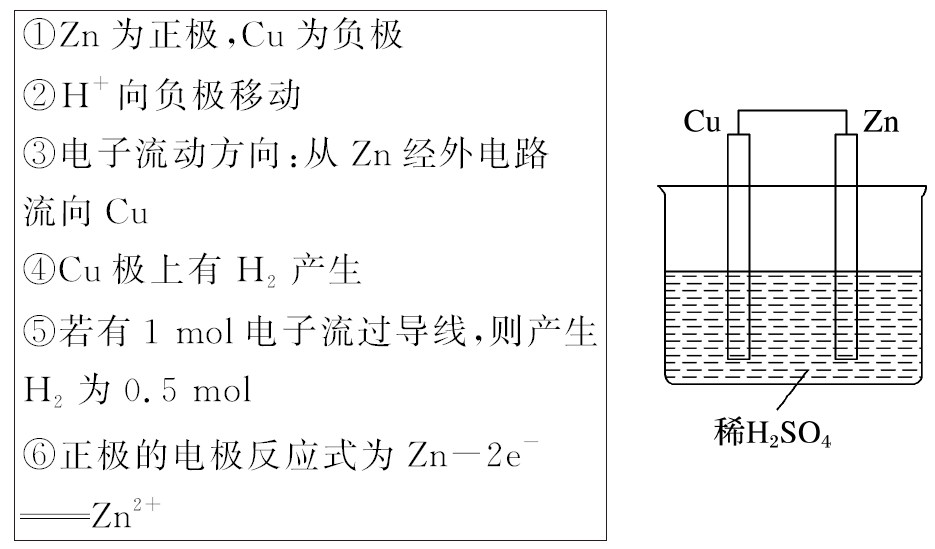 ①Zn 为正极,Cu 为负极
②H⁺向负极移动
③电子流动方向:从 Zn 经外电路
流向 Cu
④Cu 极上有 H₂ 产生
⑤若有 1 mol 电子流过导线,则产生
H₂ 为 0.5 mol
⑥正极的电极反应式为 Zn－2e⁻
══Zn²⁺
Cu
Zn
稀H₂SO₄